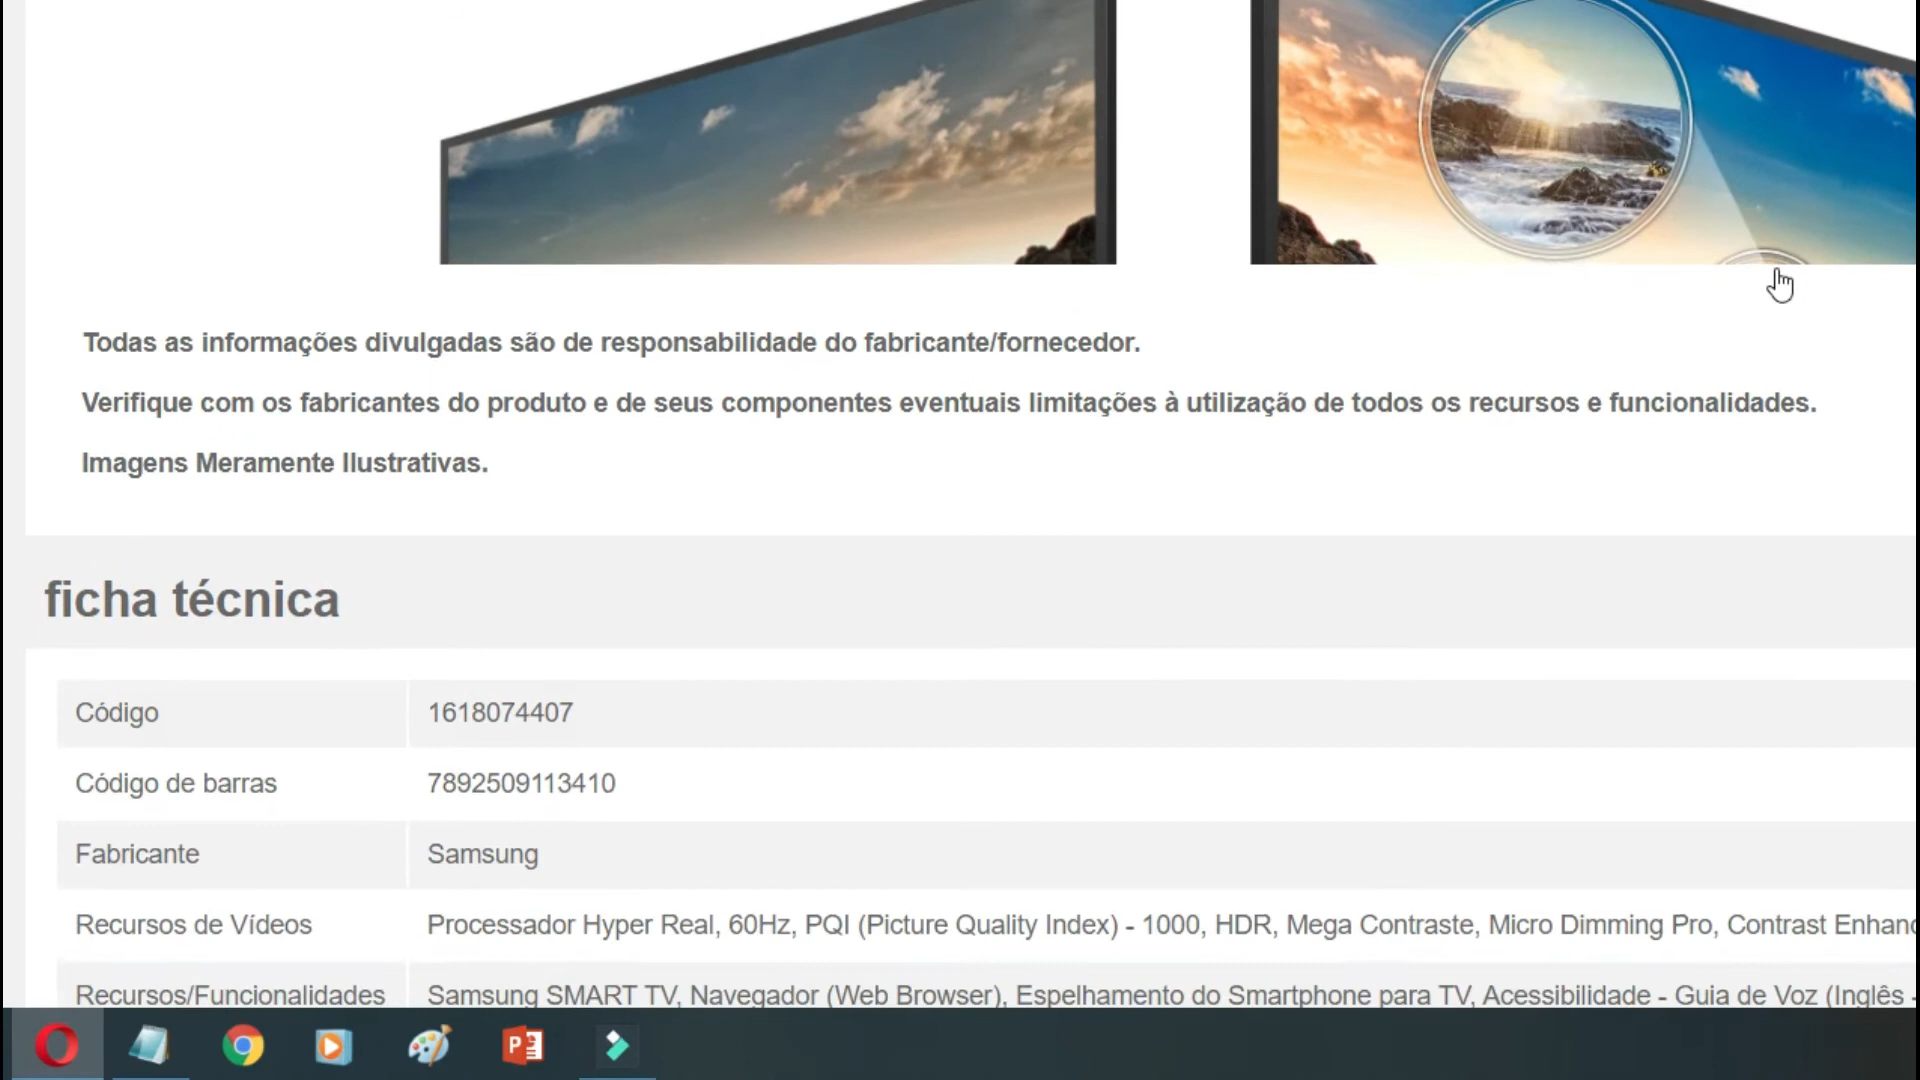 Todas as informações divulgadas são de responsabilidade do fabricante/fornecedor.
Verifique com os fabricantes do produto e de seus componentes eventuais limitações à utilização de todos os recursos e funcionalidades.
Imagens Meramente Ilustrativas.
ficha técnica
Código 1618074407
Código de barras 7892509113410
Fabricante Samsung
Recursos de Vídeos Processador Hyper Real, 60Hz, PQI (Picture Quality Index) - 1000, HDR, Mega Contraste, Micro Dimming Pro, Contrast Enhanc
Recursos/Funcionalidades Samsung SMART TV, Navegador (Web Browser), Espelhamento do Smartphone para TV, Acessibilidade - Guia de Voz (Inglês -